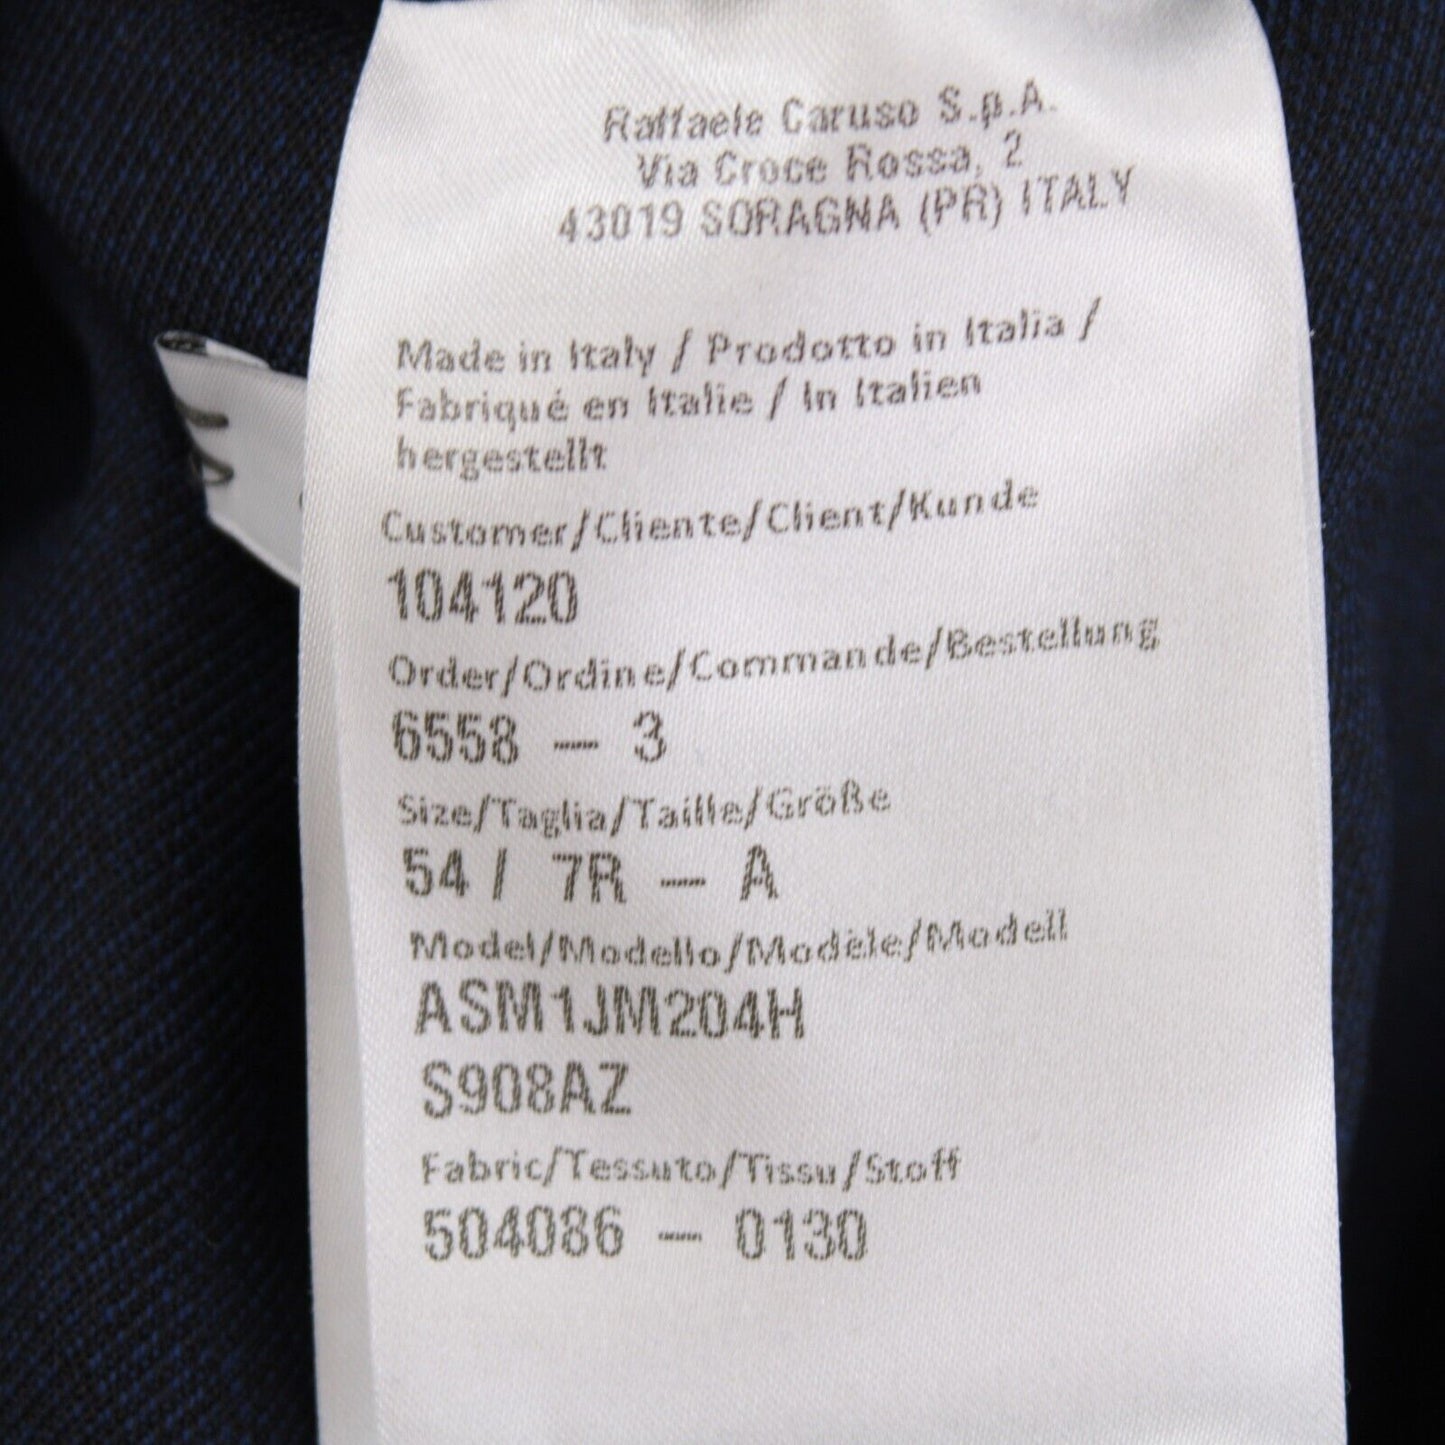 Raffaele Caruso S.p.A.
Via Croce Rossa, 2
43019 SORAGNA (PR) ITALY
Made in Italy / Prodotto in Italia /
Fabriqué en Italie / In Italien
hergestellt
Customer/Cliente/Client/Kunde
104120
Order/Ordine/Commande/Bestellung
6558 – 3
Size/Taglia/Taille/Größe
54 / 7R – A
Model/Modello/Modèle/Modell
ASM1JM204H
S908AZ
Fabric/Tessuto/Tissu/Stoff
504086 – 0130